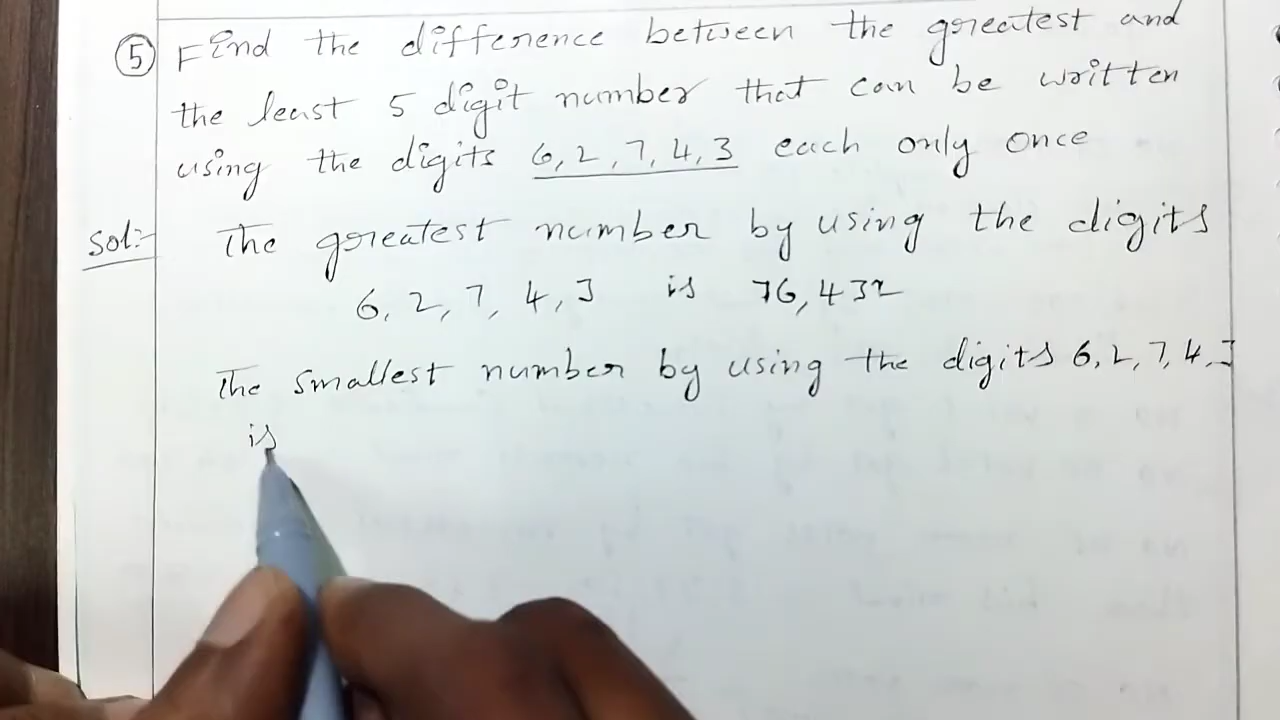 5 Find the difference between the greatest and
the least 5 digit number that can be written
using the digits 6, 2, 7, 4, 3 each only once
Sol:- The greatest number by using the digits
6, 2, 7, 4, 3 is 76,432
The smallest number by using the digits 6, 2, 7, 4, 3
is